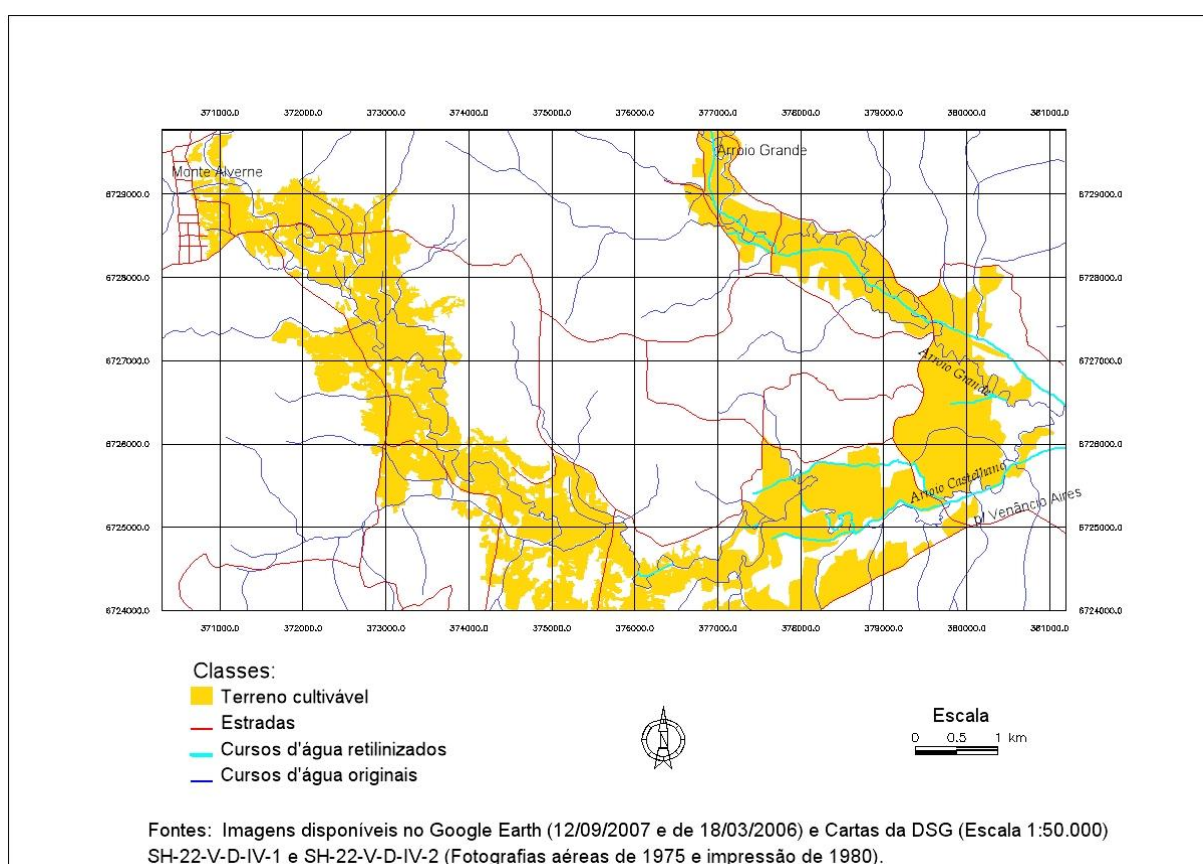 371000.0 372000.0 373000.0 374000.0 375000.0 376000.0 377000.0 378000.0 379000.0 380000.0 381000.0
Arroio Grande
Monte Alverne
6729000.0 6729000.0
6728000.0 6728000.0
6727000.0 6727000.0
Arroio Grande
6726000.0 6726000.0
Arroio Castelhano
p/ Venâncio Aires
6725000.0 6725000.0
6724000.0 6724000.0
371000.0 372000.0 373000.0 374000.0 375000.0 376000.0 377000.0 378000.0 379000.0 380000.0 381000.0
Classes:
Terreno cultivável
Estradas
Cursos d'água retilinizados
Cursos d'água originais
N
Escala
0 0.5 1 km
Fontes: Imagens disponíveis no Google Earth (12/09/2007 e de 18/03/2006) e Cartas da DSG (Escala 1:50.000)
SH-22-V-D-IV-1 e SH-22-V-D-IV-2 (Fotografias aéreas de 1975 e impressão de 1980).